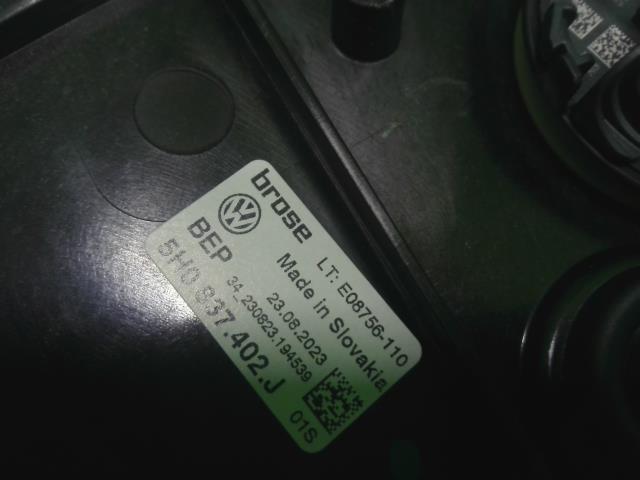 brose
LT: E08756-110
Made in Slovakia
BEP
23.08.2023
34_230823.194539
5H0 837.402.J
01S